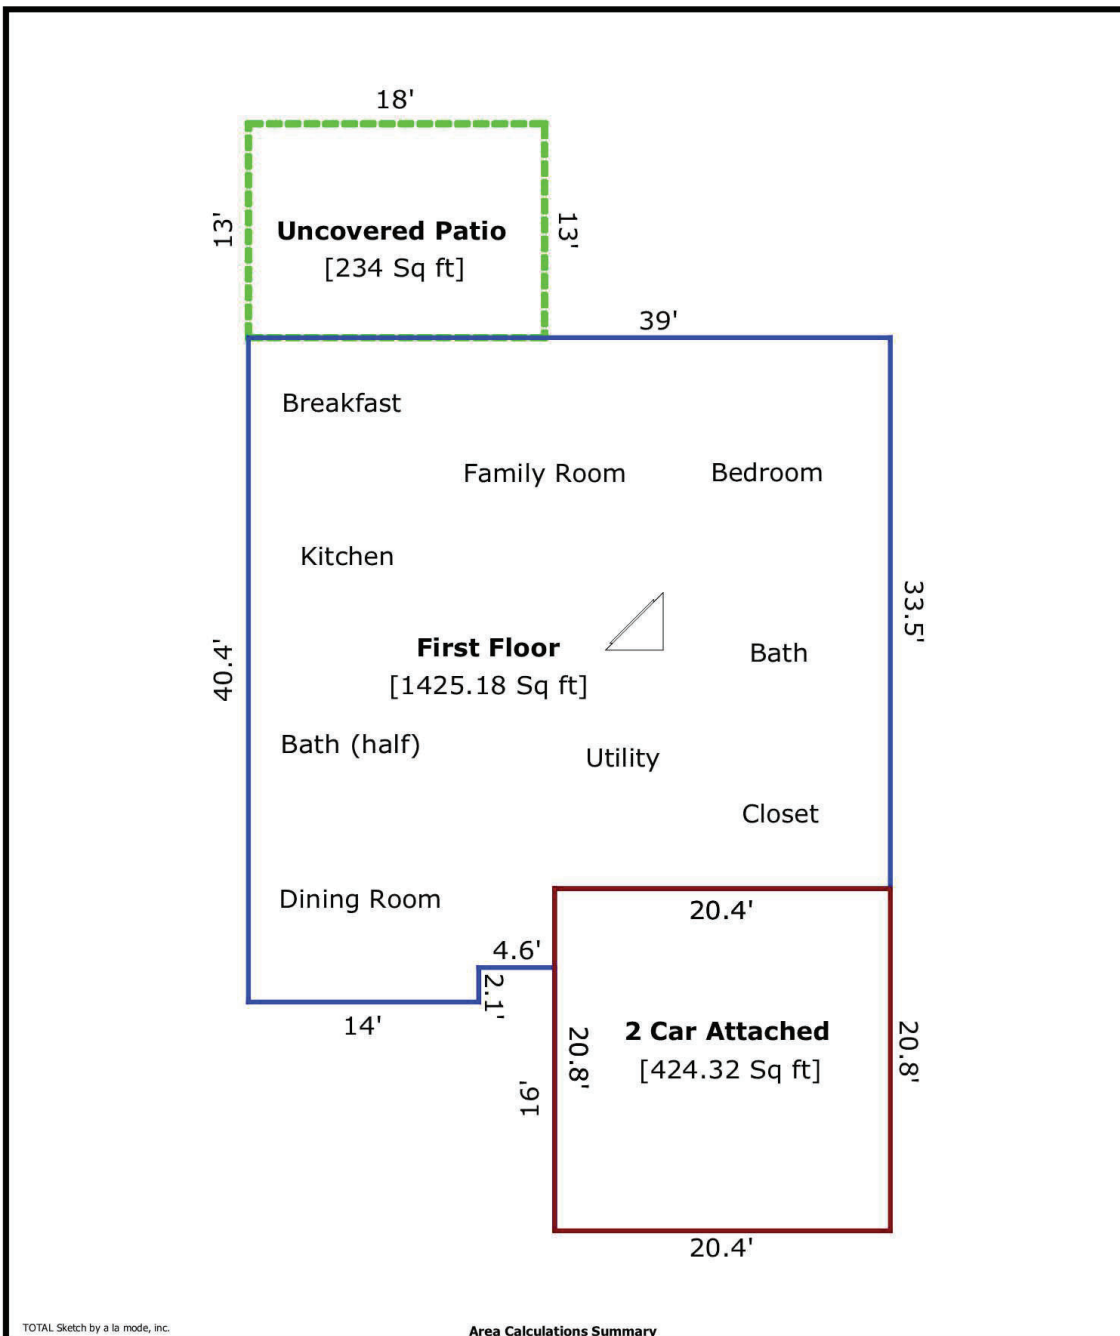 18'
13'
Uncovered Patio
13'
[234 Sq ft]
39'
Breakfast
Family Room
Bedroom
Kitchen
33.5'
First Floor
Bath
40.4'
[1425.18 Sq ft]
Bath (half)
Utility
Closet
Dining Room
20.4'
4.6'
2.1'
14'
2 Car Attached
20.8'
20.8'
[424.32 Sq ft]
16'
20.4'
TOTAL Sketch by a la mode, inc.
Area Calculations Summary